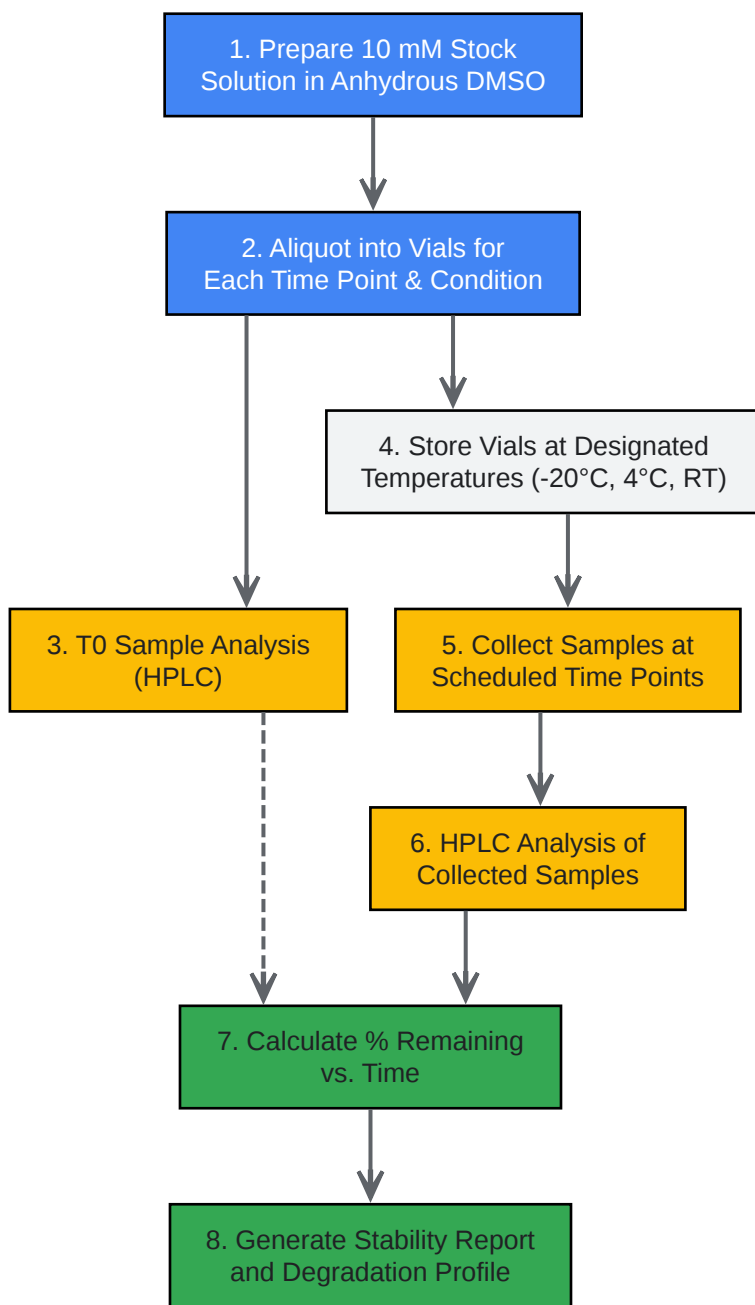 1. Prepare 10 mM Stock
Solution in Anhydrous DMSO
2. Aliquot into Vials for
Each Time Point & Condition
4. Store Vials at Designated
Temperatures (-20°C, 4°C, RT)
3. T0 Sample Analysis
(HPLC)
5. Collect Samples at
Scheduled Time Points
6. HPLC Analysis of
Collected Samples
7. Calculate % Remaining
vs. Time
8. Generate Stability Report
and Degradation Profile